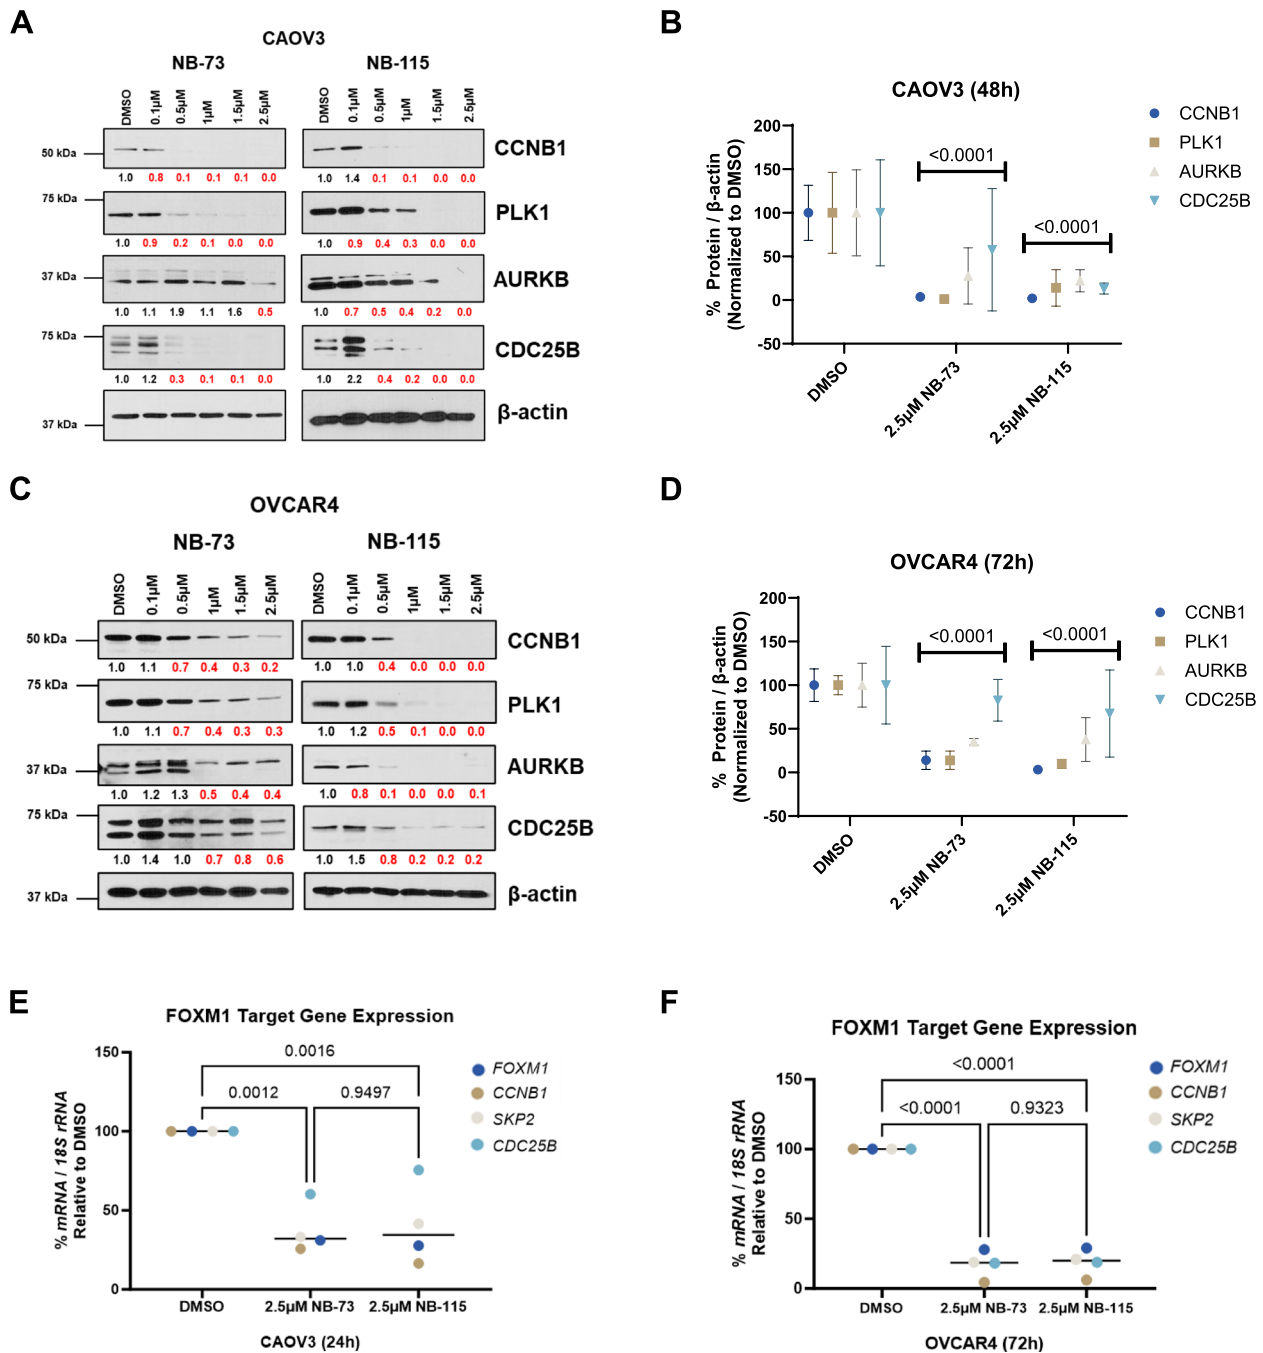 A
CAOV3
NB-73
NB-115
DMSO
0.1µM
0.5µM
1µM
1.5µM
2.5µM
DMSO
0.1µM
0.5µM
1µM
1.5µM
2.5µM
50 kDa
CCNB1
1.0 0.8 0.1 0.1 0.1 0.0
1.0 1.4 0.1 0.1 0.0 0.0
75 kDa
PLK1
1.0 0.9 0.2 0.1 0.0 0.0
1.0 0.9 0.4 0.3 0.0 0.0
37 kDa
AURKB
1.0 1.1 1.9 1.1 1.6 0.5
1.0 0.7 0.5 0.4 0.2 0.0
75 kDa
CDC25B
1.0 1.2 0.3 0.1 0.1 0.0
1.0 2.2 0.4 0.2 0.0 0.0
37 kDa
β-actin
B
CAOV3 (48h)
% Protein / β-actin
(Normalized to DMSO)
200
150
100
50
0
-50
<0.0001
<0.0001
DMSO
2.5µM NB-73
2.5µM NB-115
CCNB1
PLK1
AURKB
CDC25B
C
OVCAR4
NB-73
NB-115
DMSO
0.1µM
0.5µM
1µM
1.5µM
2.5µM
DMSO
0.1µM
0.5µM
1µM
1.5µM
2.5µM
50 kDa
CCNB1
1.0 1.1 0.7 0.4 0.3 0.2
1.0 1.0 0.4 0.0 0.0 0.0
75 kDa
PLK1
1.0 1.1 0.7 0.4 0.3 0.3
1.0 1.2 0.5 0.1 0.0 0.0
37 kDa
AURKB
1.0 1.2 1.3 0.5 0.4 0.4
1.0 0.8 0.1 0.0 0.0 0.1
75 kDa
CDC25B
1.0 1.4 1.0 0.7 0.8 0.6
1.0 1.5 0.8 0.2 0.2 0.2
37 kDa
β-actin
D
OVCAR4 (72h)
% Protein / β-actin
(Normalized to DMSO)
200
150
100
50
0
-50
<0.0001
<0.0001
DMSO
2.5µM NB-73
2.5µM NB-115
CCNB1
PLK1
AURKB
CDC25B
E
FOXM1 Target Gene Expression
% mRNA / 18S rRNA
Relative to DMSO
150
100
50
0
0.0016
0.0012
0.9497
FOXM1
CCNB1
SKP2
CDC25B
DMSO
2.5µM NB-73
2.5µM NB-115
CAOV3 (24h)
F
FOXM1 Target Gene Expression
% mRNA / 18S rRNA
Relative to DMSO
150
100
50
0
<0.0001
<0.0001
0.9323
FOXM1
CCNB1
SKP2
CDC25B
DMSO
2.5µM NB-73
2.5µM NB-115
OVCAR4 (72h)